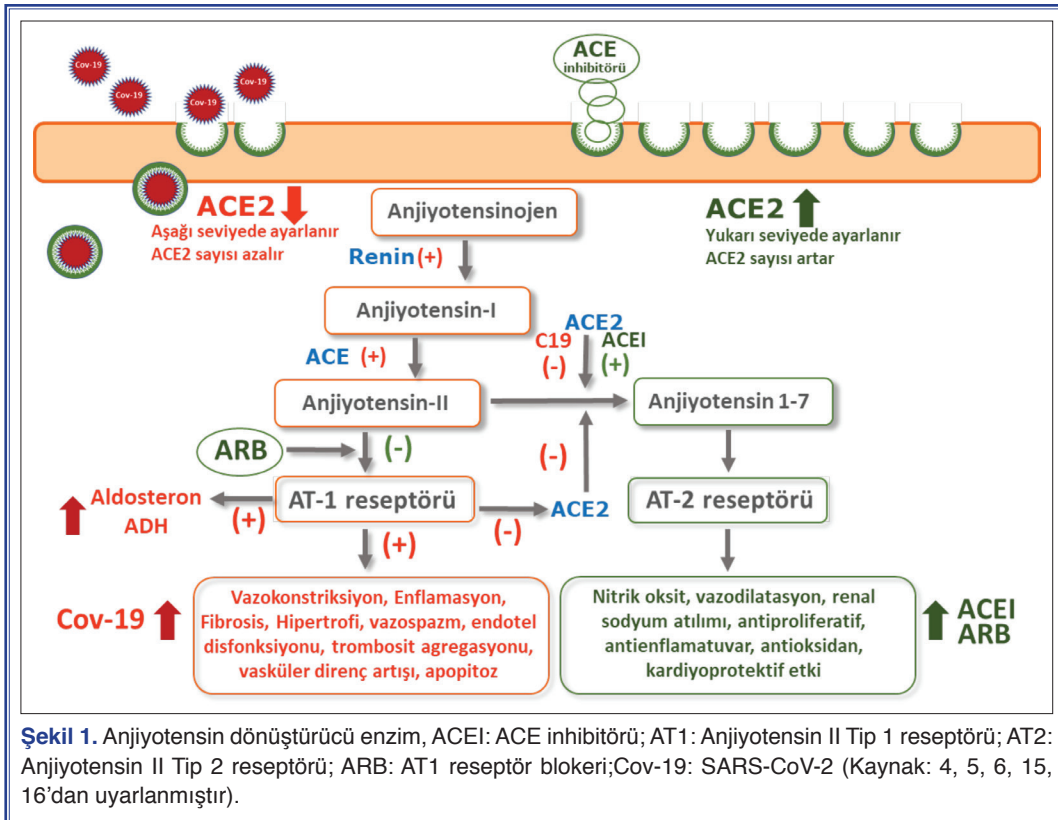 Cov-19
Cov-19
Cov-19
Cov-19
ACE
inhibitörü
ACE2
Aşağı seviyede ayarlanır
ACE2 sayısı azalır
Anjiyotensinojen
ACE2
Yukarı seviyede ayarlanır
ACE2 sayısı artar
Renin (+)
Anjiyotensin-I
ACE (+)
ACE2
C19 ACEI
(-) (+)
Anjiyotensin-II
Anjiyotensin 1-7
ARB
(-)
(-)
Aldosteron
ADH
(+)
AT-1 reseptörü
(-)
ACE2
AT-2 reseptörü
(+)
Cov-19
Vazokonstriksiyon, Enflamasyon,
Fibrosis, Hipertrofi, vazospazm, endotel
disfonksiyonu, trombosit agregasyonu,
vasküler direnç artışı, apopitoz
Nitrik oksit, vazodilatasyon, renal
sodyum atılımı, antiproliferatif,
antienflamatuvar, antioksidan,
kardiyoprotektif etki
ACEI
ARB
Şekil 1. Anjiyotensin dönüştürücü enzim, ACEI: ACE inhibitörü; AT1: Anjiyotensin II Tip 1 reseptörü; AT2:
Anjiyotensin II Tip 2 reseptörü; ARB: AT1 reseptör blokeri;Cov-19: SARS-CoV-2 (Kaynak: 4, 5, 6, 15,
16’dan uyarlanmıştır).